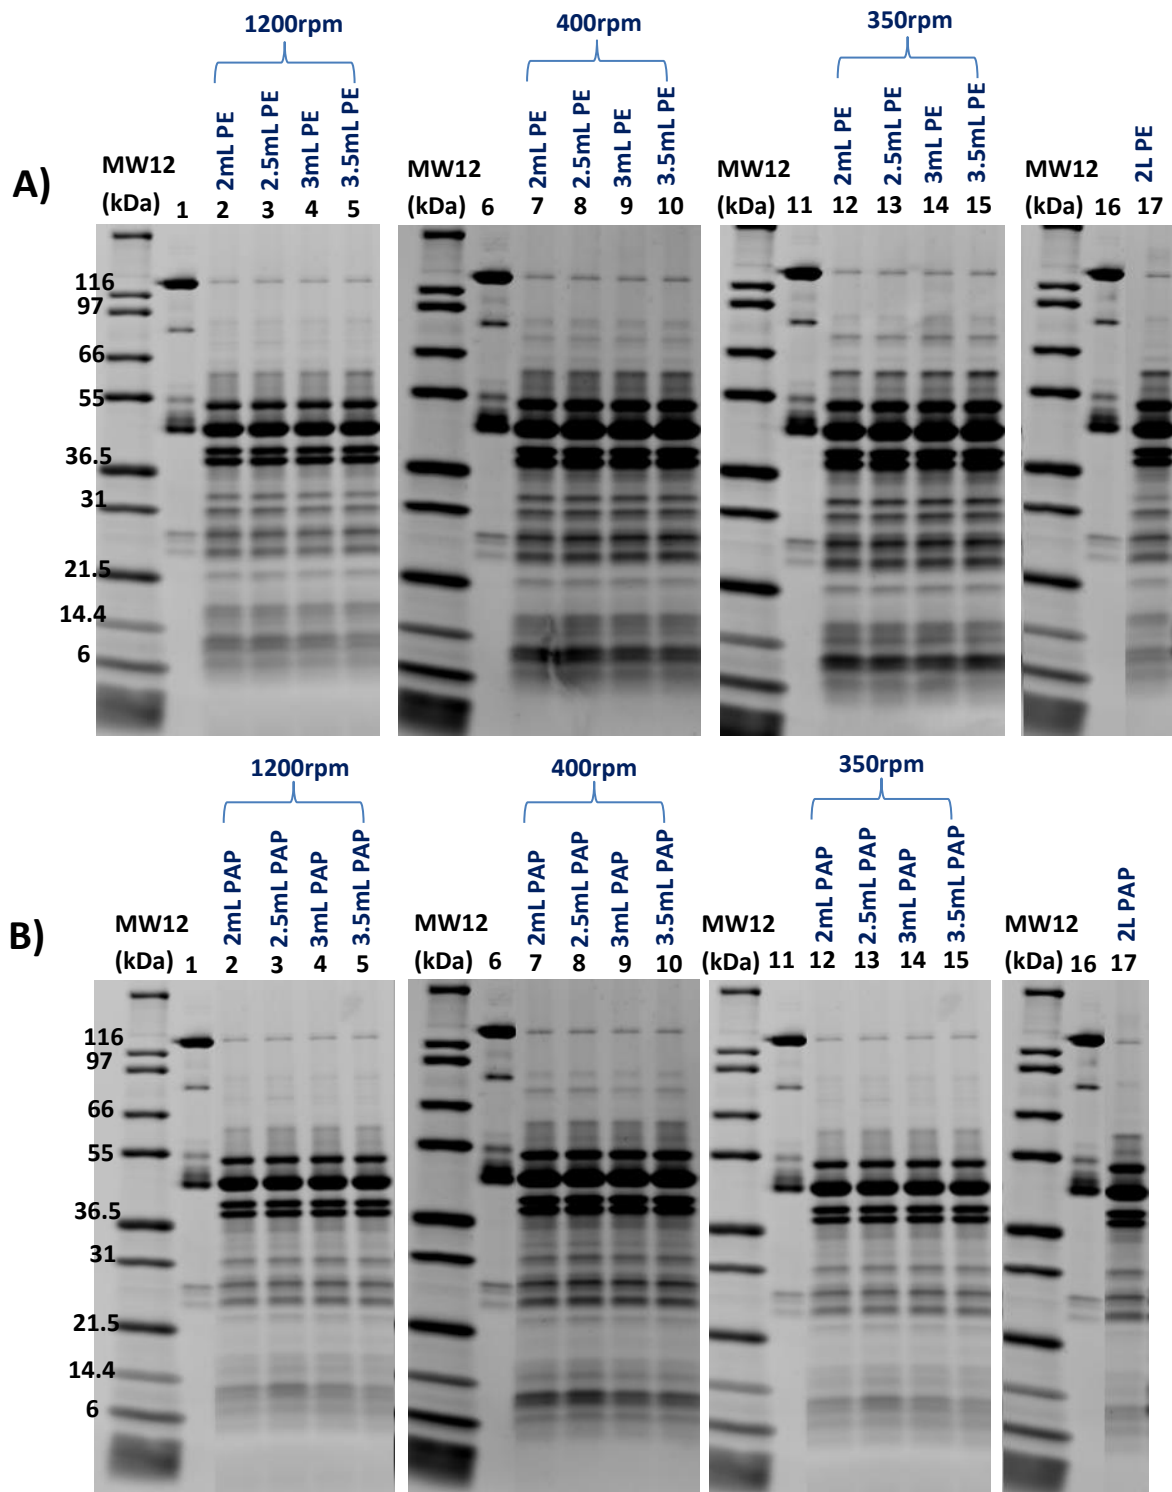 1200rpm
400rpm
350rpm
2mL PE
2.5mL PE
3mL PE
3.5mL PE
2mL PE
2.5mL PE
3mL PE
3.5mL PE
2mL PE
2.5mL PE
3mL PE
3.5mL PE
2L PE
A)
MW12
MW12
MW12
MW12
(kDa) 1 2 3 4 5
(kDa) 6 7 8 9 10
(kDa) 11 12 13 14 15
(kDa) 16 17
116
97
66
55
36.5
31
21.5
14.4
6
1200rpm
400rpm
350rpm
2mL PAP
2.5mL PAP
3mL PAP
3.5mL PAP
2mL PAP
2.5mL PAP
3mL PAP
3.5mL PAP
2mL PAP
2.5mL PAP
3mL PAP
3.5mL PAP
2L PAP
B)
MW12
MW12
MW12
MW12
(kDa) 1 2 3 4 5
(kDa) 6 7 8 9 10
(kDa) 11 12 13 14 15
(kDa) 16 17
116
97
66
55
36.5
31
21.5
14.4
6